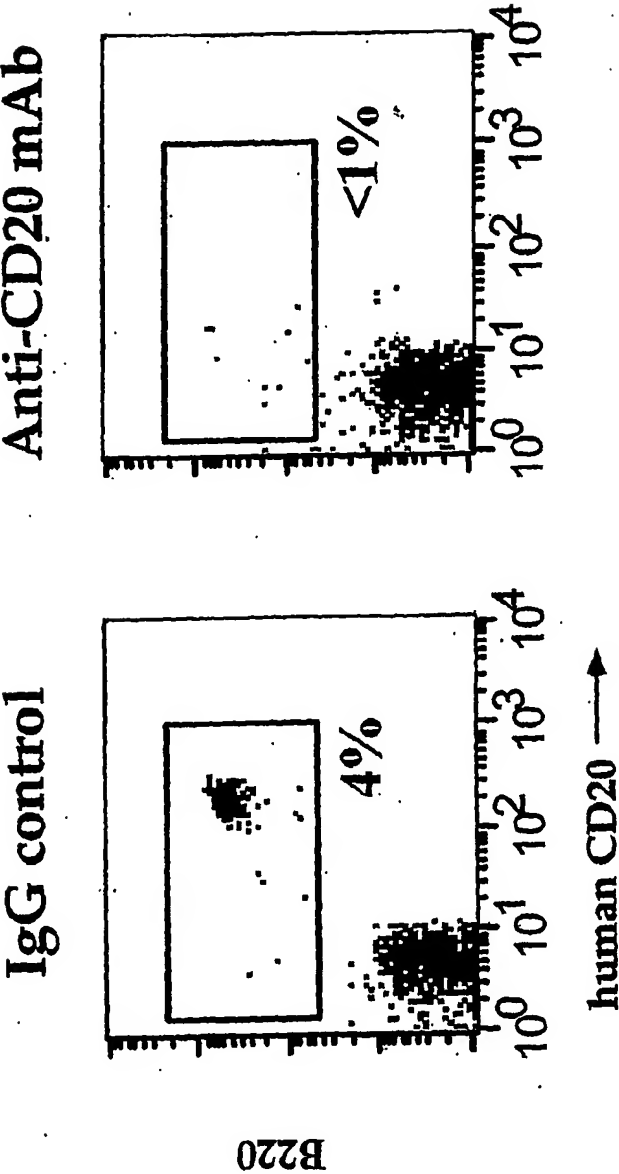 IgG control
Anti-CD20 mAb
B220
4%
<1%
10⁰ 10¹ 10² 10³ 10⁴
10⁰ 10¹ 10² 10³ 10⁴
human CD20